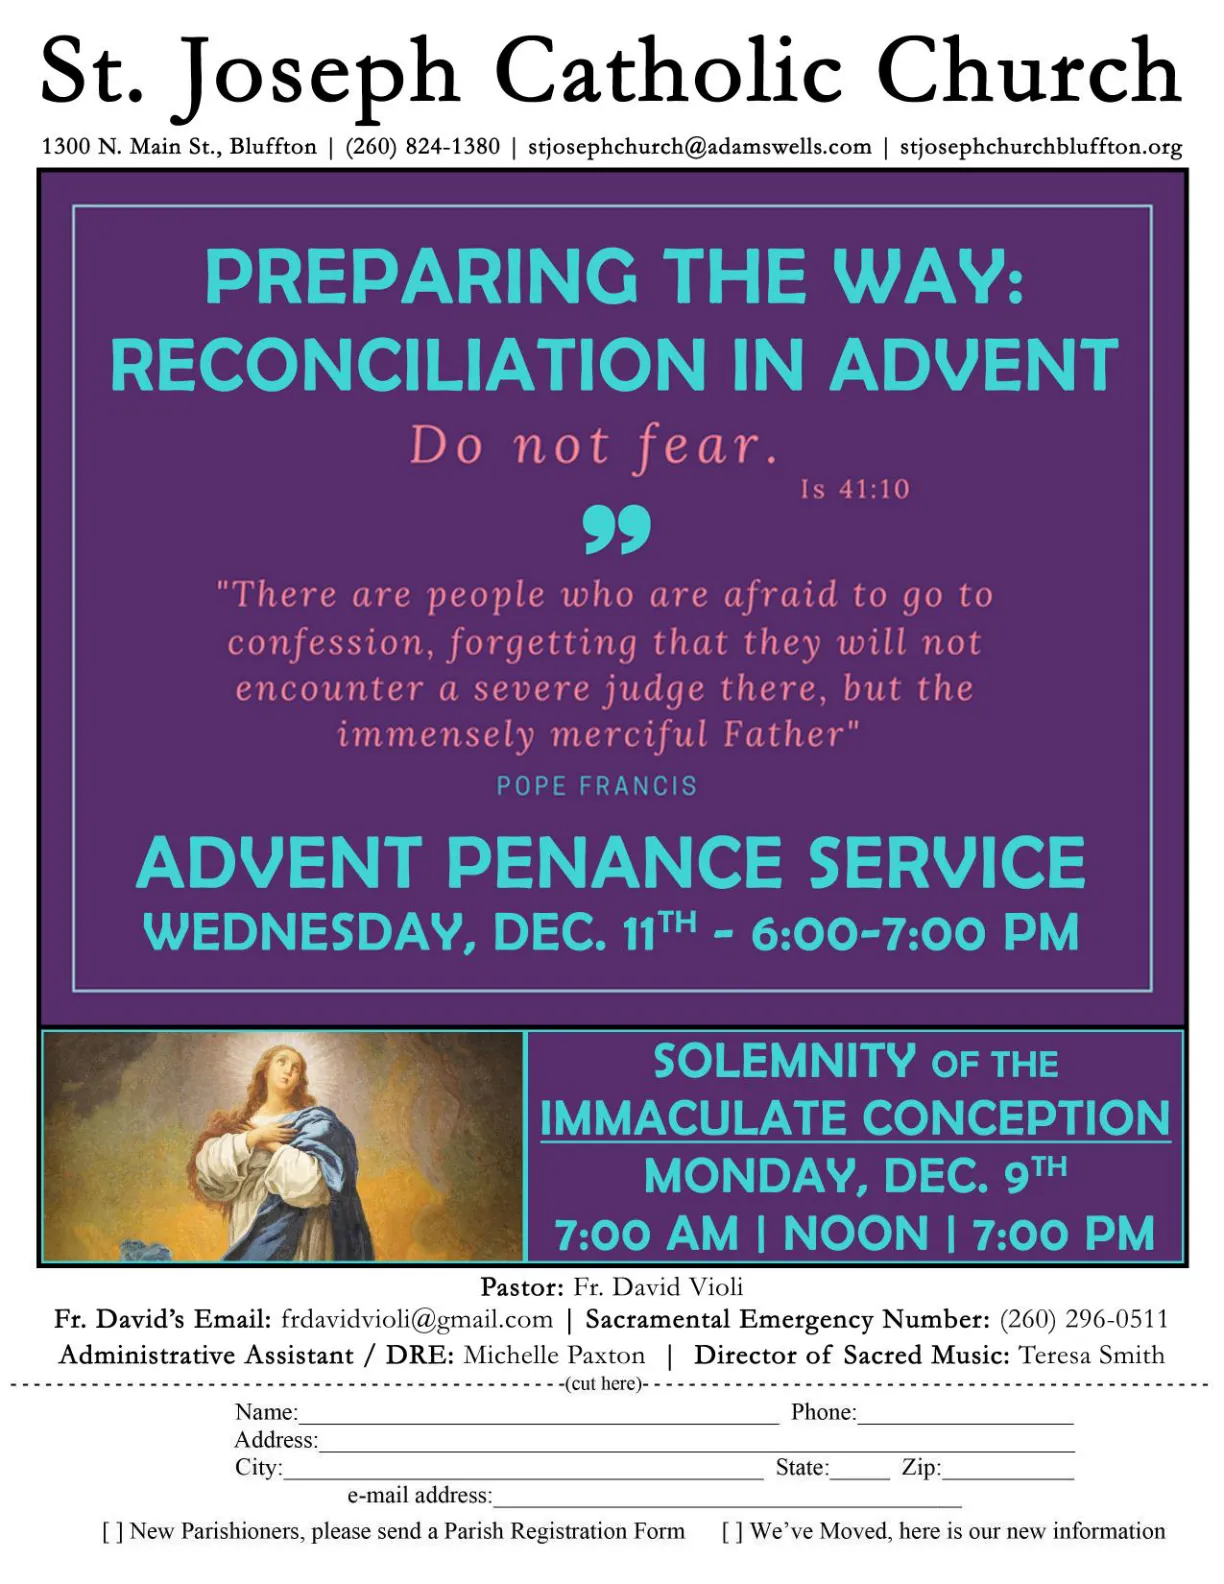 St. Joseph Catholic Church
1300 N. Main St., Bluffton | (260) 824-1380 | stjosephchurch@adamswells.com | stjosephchurchbluffton.org
PREPARING THE WAY:
RECONCILIATION IN ADVENT
Do not fear.
Is 41:10
”
"There are people who are afraid to go to
confession, forgetting that they will not
encounter a severe judge there, but the
immensely merciful Father"
POPE FRANCIS
ADVENT PENANCE SERVICE
WEDNESDAY, DEC. 11TH - 6:00-7:00 PM
SOLEMNITY OF THE
IMMACULATE CONCEPTION
MONDAY, DEC. 9TH
7:00 AM | NOON | 7:00 PM
Pastor: Fr. David Violi
Fr. David’s Email: frdavidvioli@gmail.com | Sacramental Emergency Number: (260) 296-0511
Administrative Assistant / DRE: Michelle Paxton | Director of Sacred Music: Teresa Smith
(cut here)
Name: Phone:
Address:
City: State: Zip:
e-mail address:
[ ] New Parishioners, please send a Parish Registration Form [ ] We’ve Moved, here is our new information